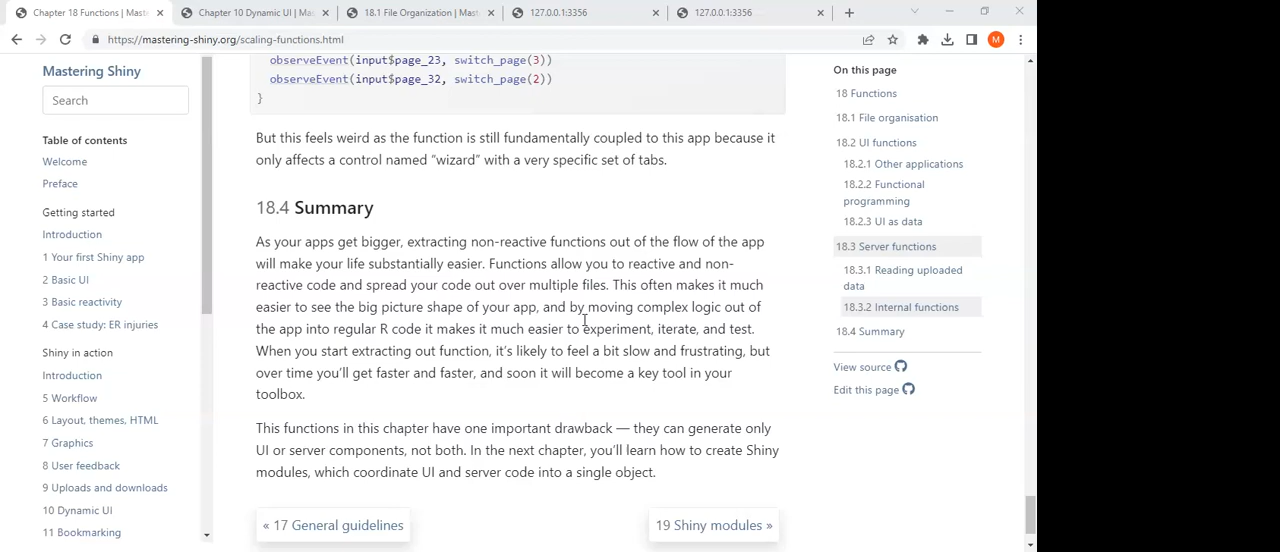 Chapter 18 Functions | Mas
Chapter 10 Dynamic UI | Master
18.1 File Organization | Mastering
127.0.0.1:3356
127.0.0.1:3356
https://mastering-shiny.org/scaling-functions.html
M
Mastering Shiny
Search
Table of contents
Welcome
Preface
Getting started
Introduction
1 Your first Shiny app
2 Basic UI
3 Basic reactivity
4 Case study: ER injuries
Shiny in action
Introduction
5 Workflow
6 Layout, themes, HTML
7 Graphics
8 User feedback
9 Uploads and downloads
10 Dynamic UI
11 Bookmarking
observeEvent(input$page_23, switch_page(3))
observeEvent(input$page_32, switch_page(2))
}
But this feels weird as the function is still fundamentally coupled to this app because it
only affects a control named “wizard” with a very specific set of tabs.
18.4 Summary
As your apps get bigger, extracting non-reactive functions out of the flow of the app
will make your life substantially easier. Functions allow you to reactive and non-
reactive code and spread your code out over multiple files. This often makes it much
easier to see the big picture shape of your app, and by moving complex logic out of
the app into regular R code it makes it much easier to experiment, iterate, and test.
When you start extracting out function, it’s likely to feel a bit slow and frustrating, but
over time you’ll get faster and faster, and soon it will become a key tool in your
toolbox.
This functions in this chapter have one important drawback — they can generate only
UI or server components, not both. In the next chapter, you’ll learn how to create Shiny
modules, which coordinate UI and server code into a single object.
« 17 General guidelines
19 Shiny modules »
On this page
18 Functions
18.1 File organisation
18.2 UI functions
18.2.1 Other applications
18.2.2 Functional
programming
18.2.3 UI as data
18.3 Server functions
18.3.1 Reading uploaded
data
18.3.2 Internal functions
18.4 Summary
View source
Edit this page